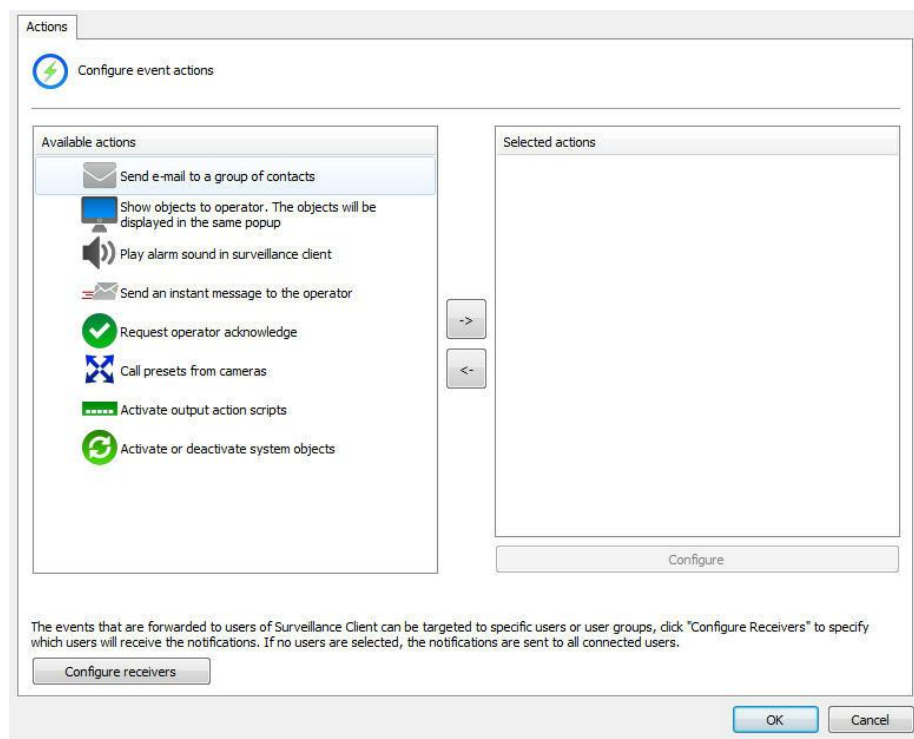 Actions
Configure event actions
Available actions
Send e-mail to a group of contacts
Show objects to operator. The objects will be
displayed in the same popup
Play alarm sound in surveillance client
Send an instant message to the operator
Request operator acknowledge
Call presets from cameras
Activate output action scripts
Activate or deactivate system objects
->
<-
Selected actions
Configure
The events that are forwarded to users of Surveillance Client can be targeted to specific users or user groups, click "Configure Receivers" to specify
which users will receive the notifications. If no users are selected, the notifications are sent to all connected users.
Configure receivers
OK
Cancel